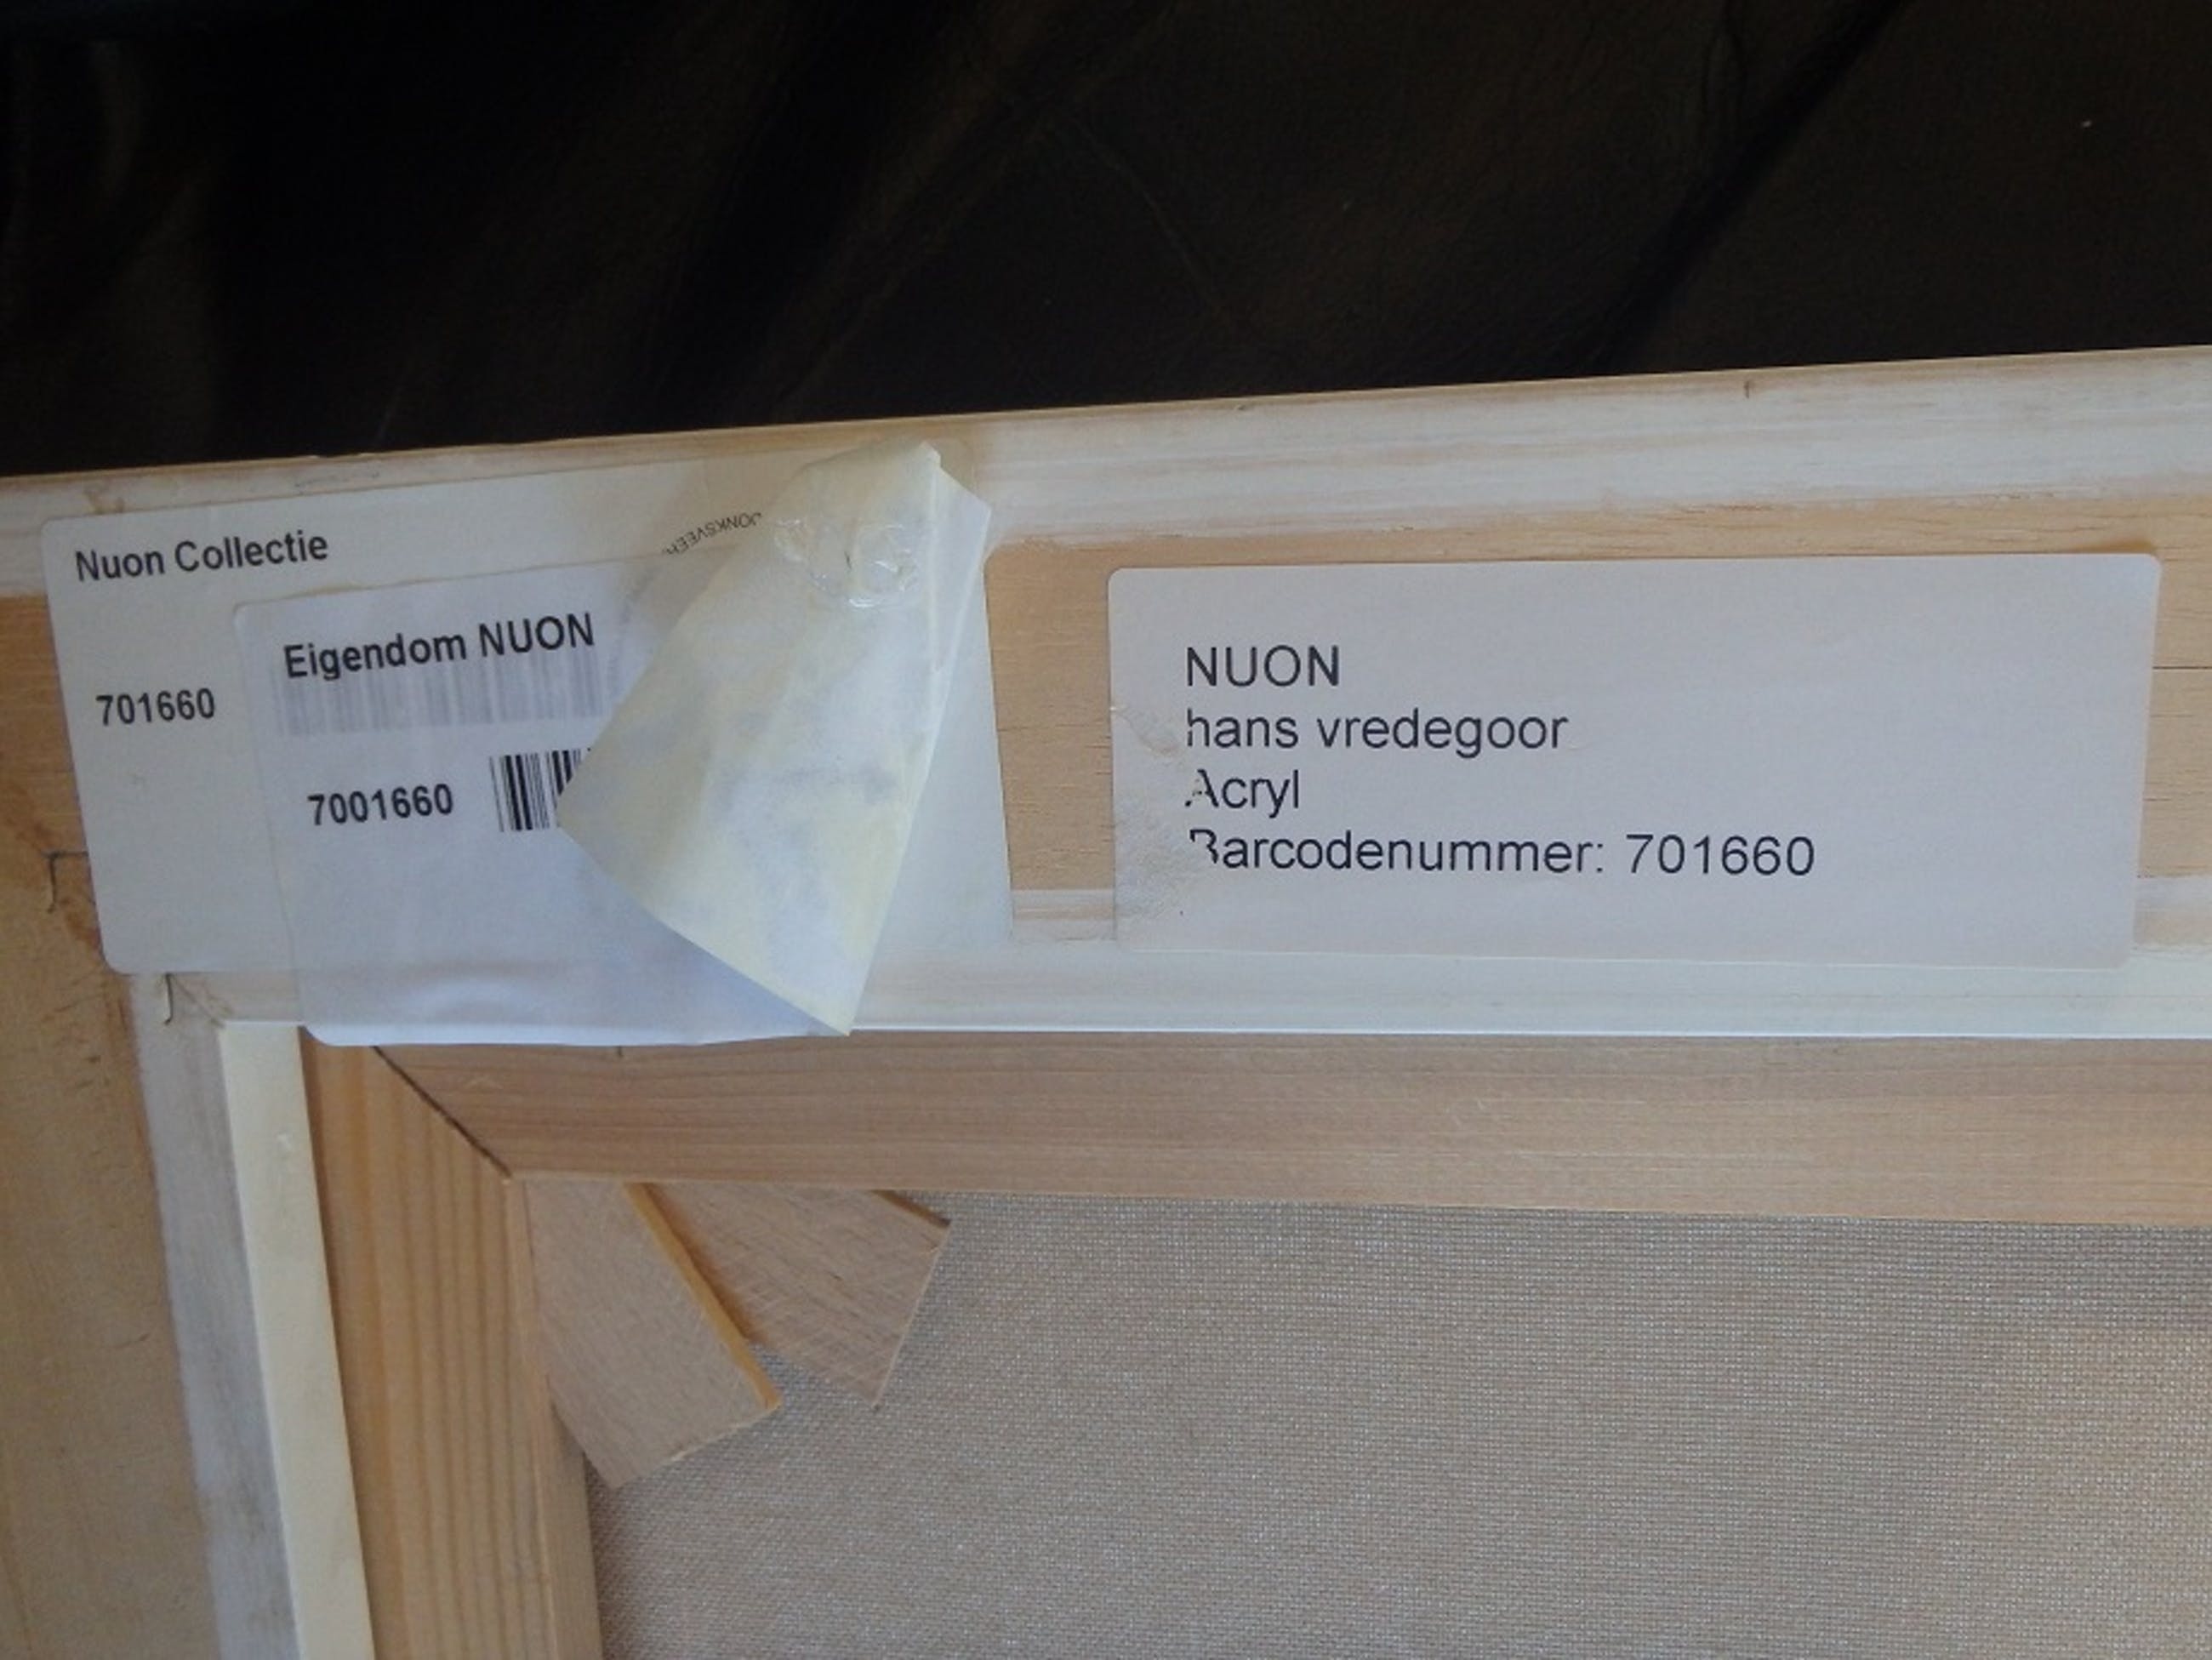 Nuon Collectie
701660
Eigendom NUON
7001660
NUON
hans vredegoor
Acryl
Barcodenummer: 701660